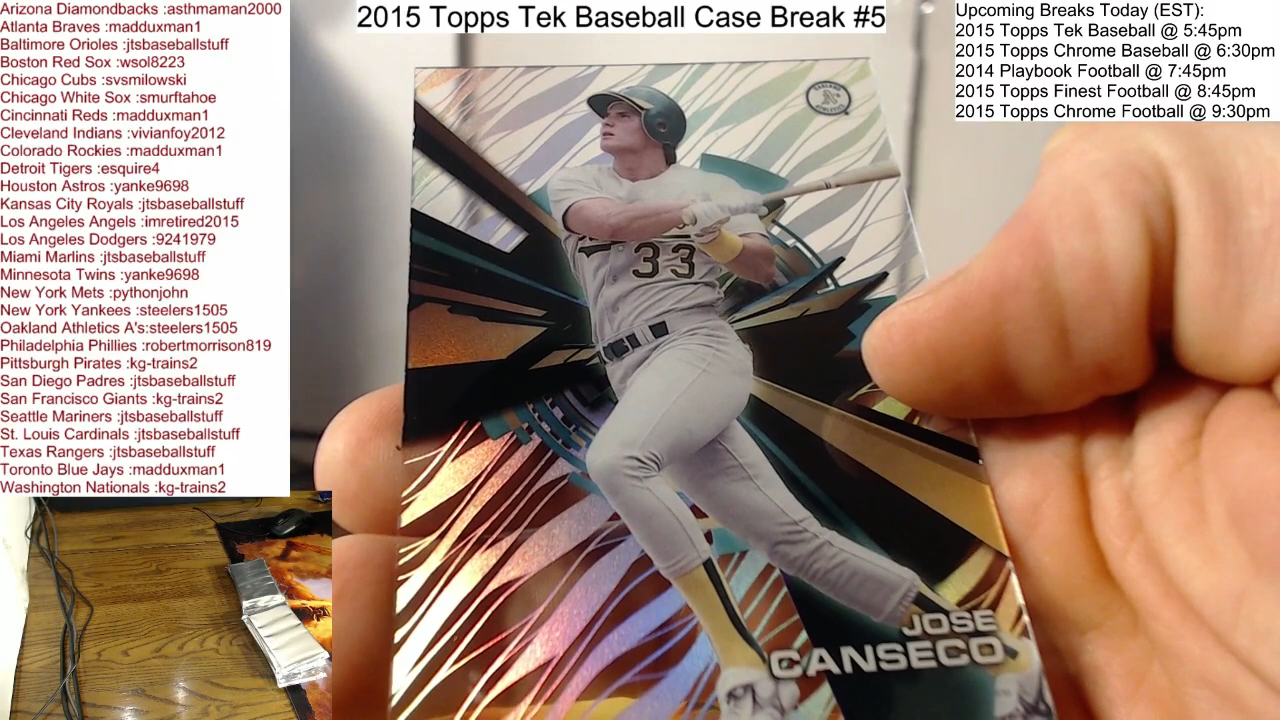 Arizona Diamondbacks :asthmaman2000
Atlanta Braves :madduxman1
Baltimore Orioles :jtsbaseballstuff
Boston Red Sox :wsol8223
Chicago Cubs :svsmilowski
Chicago White Sox :smurftahoe
Cincinnati Reds :madduxman1
Cleveland Indians :vivianfoy2012
Colorado Rockies :madduxman1
Detroit Tigers :esquire4
Houston Astros :yanke9698
Kansas City Royals :jtsbaseballstuff
Los Angeles Angels :imretired2015
Los Angeles Dodgers :9241979
Miami Marlins :jtsbaseballstuff
Minnesota Twins :yanke9698
New York Mets :pythonjohn
New York Yankees :steelers1505
Oakland Athletics A's:steelers1505
Philadelphia Phillies :robertmorrison819
Pittsburgh Pirates :kg-trains2
San Diego Padres :jtsbaseballstuff
San Francisco Giants :kg-trains2
Seattle Mariners :jtsbaseballstuff
St. Louis Cardinals :jtsbaseballstuff
Texas Rangers :jtsbaseballstuff
Toronto Blue Jays :madduxman1
Washington Nationals :kg-trains2
2015 Topps Tek Baseball Case Break #5
Upcoming Breaks Today (EST):
2015 Topps Tek Baseball @ 5:45pm
2015 Topps Chrome Baseball @ 6:30pm
2014 Playbook Football @ 7:45pm
2015 Topps Finest Football @ 8:45pm
2015 Topps Chrome Football @ 9:30pm
33
JOSE
CANSECO